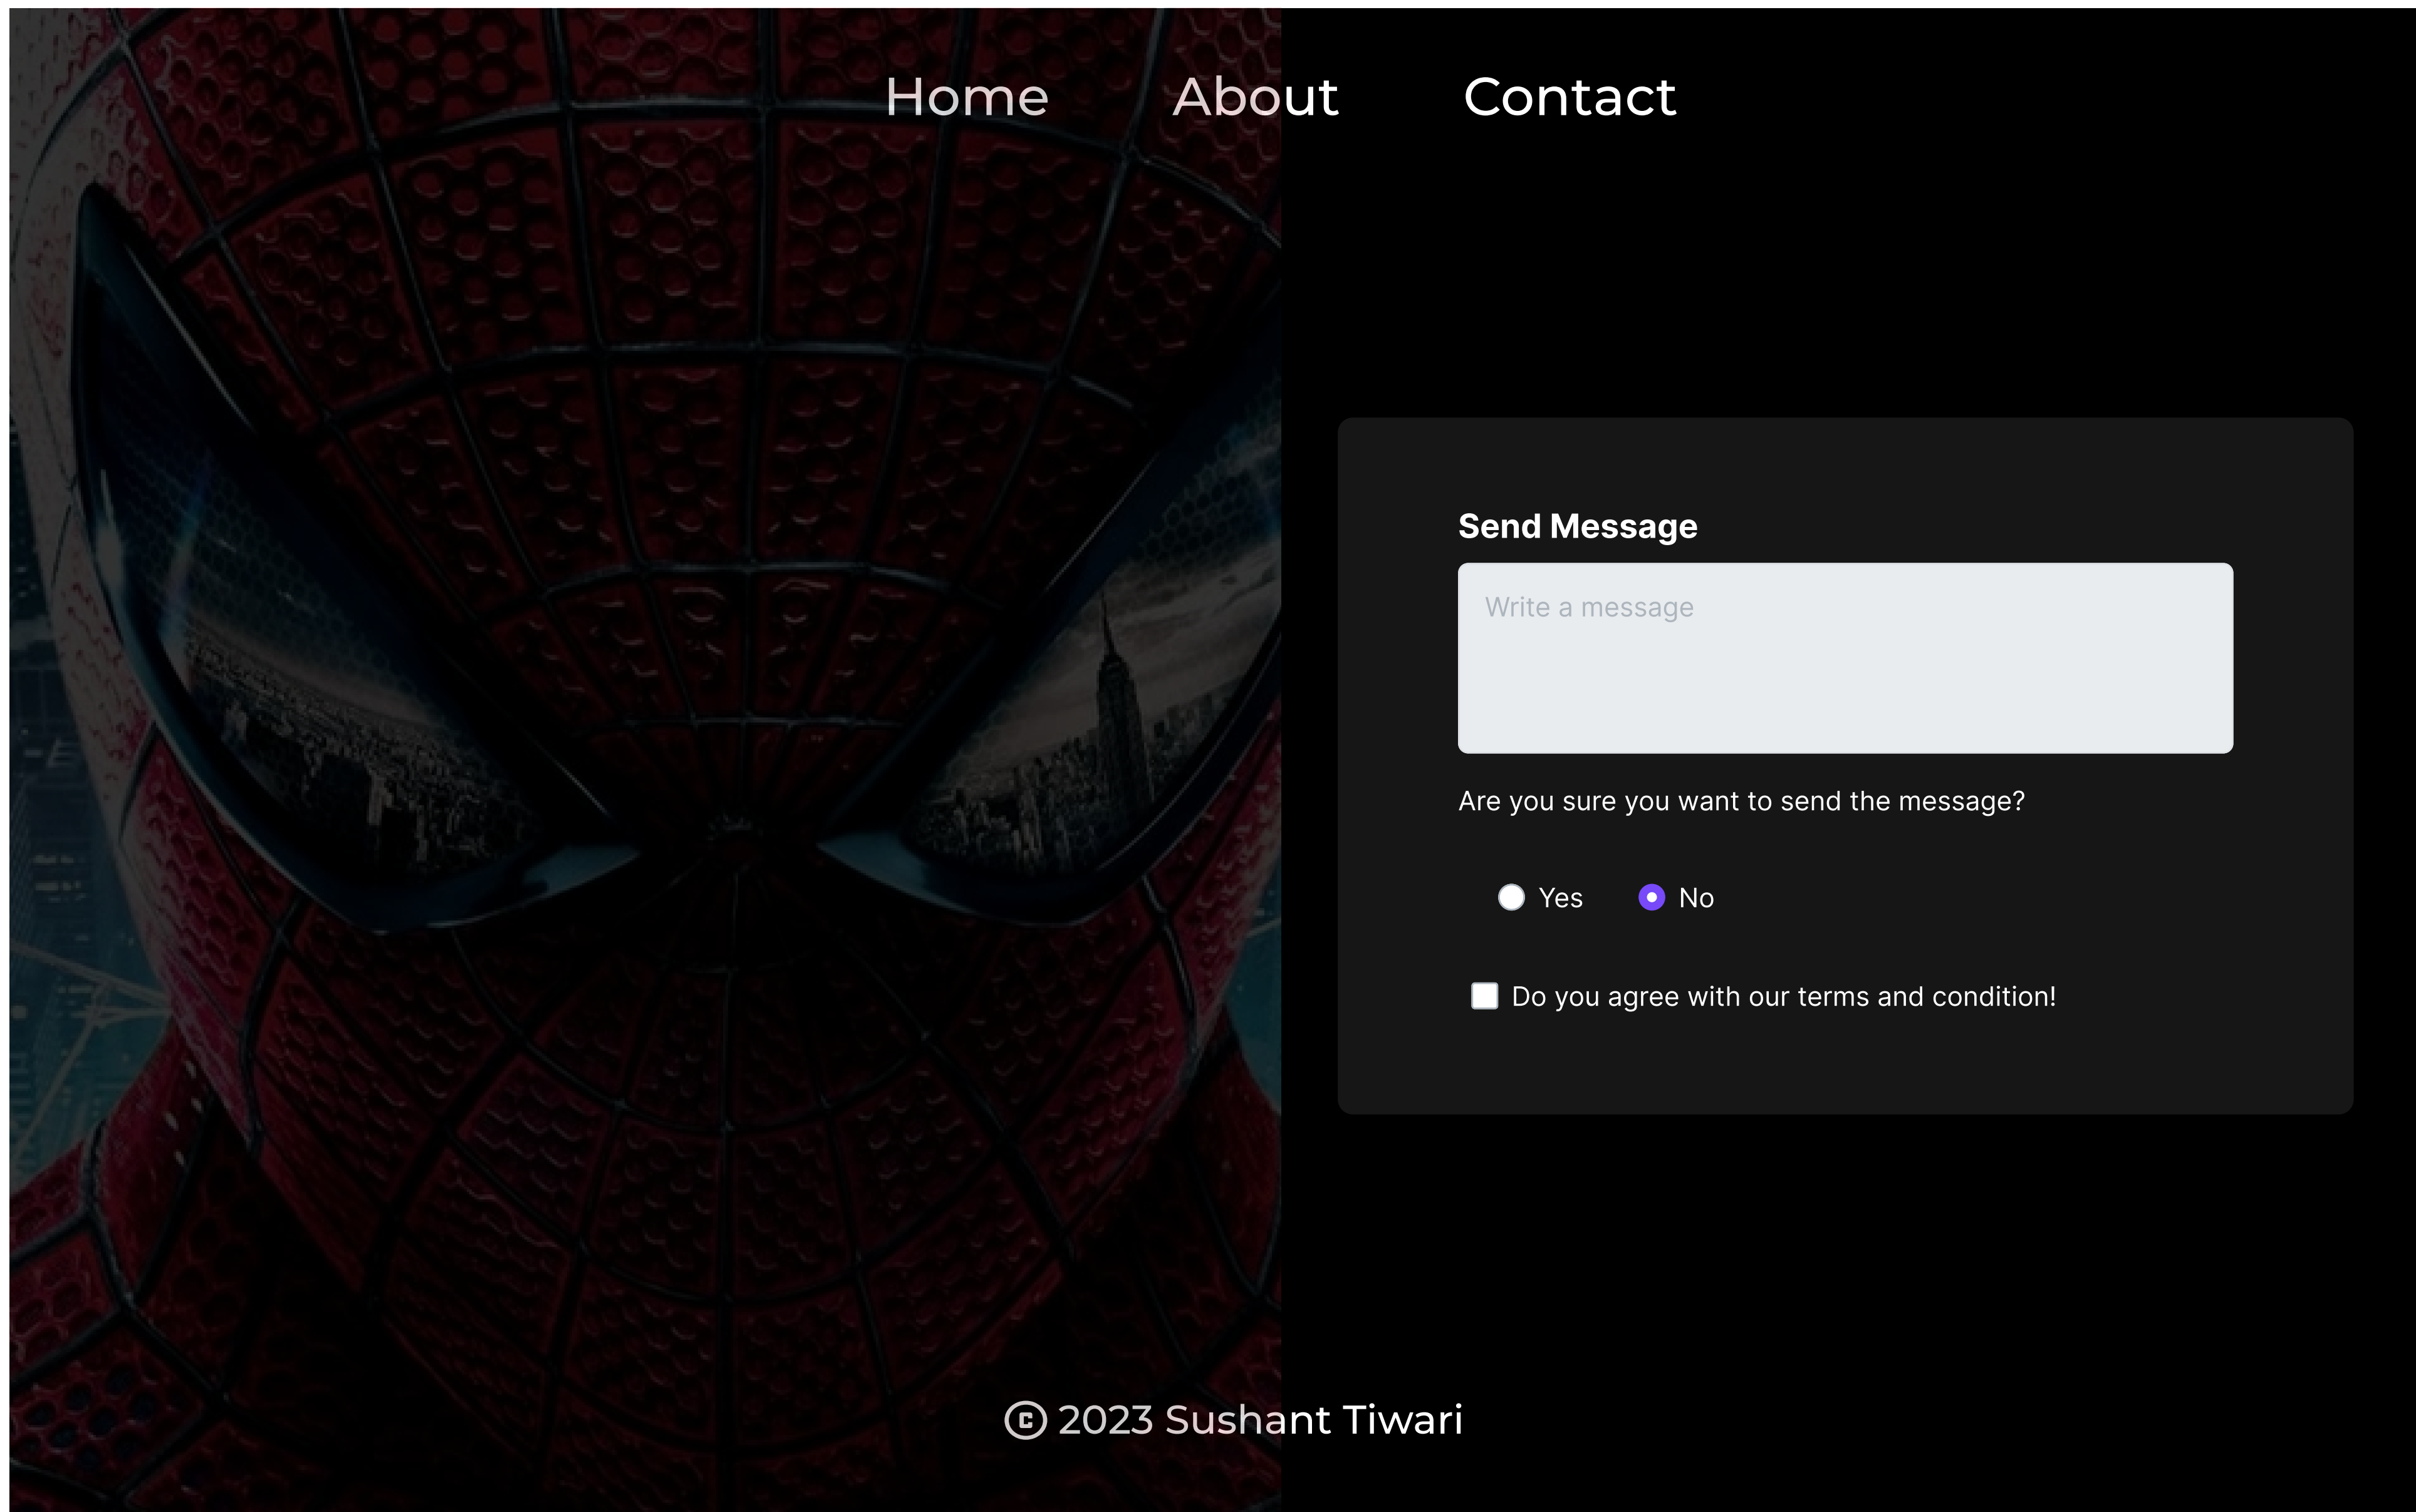 Home About Contact
Send Message
Write a message
Are you sure you want to send the message?
Yes No
Do you agree with our terms and condition!
© 2023 Sushant Tiwari